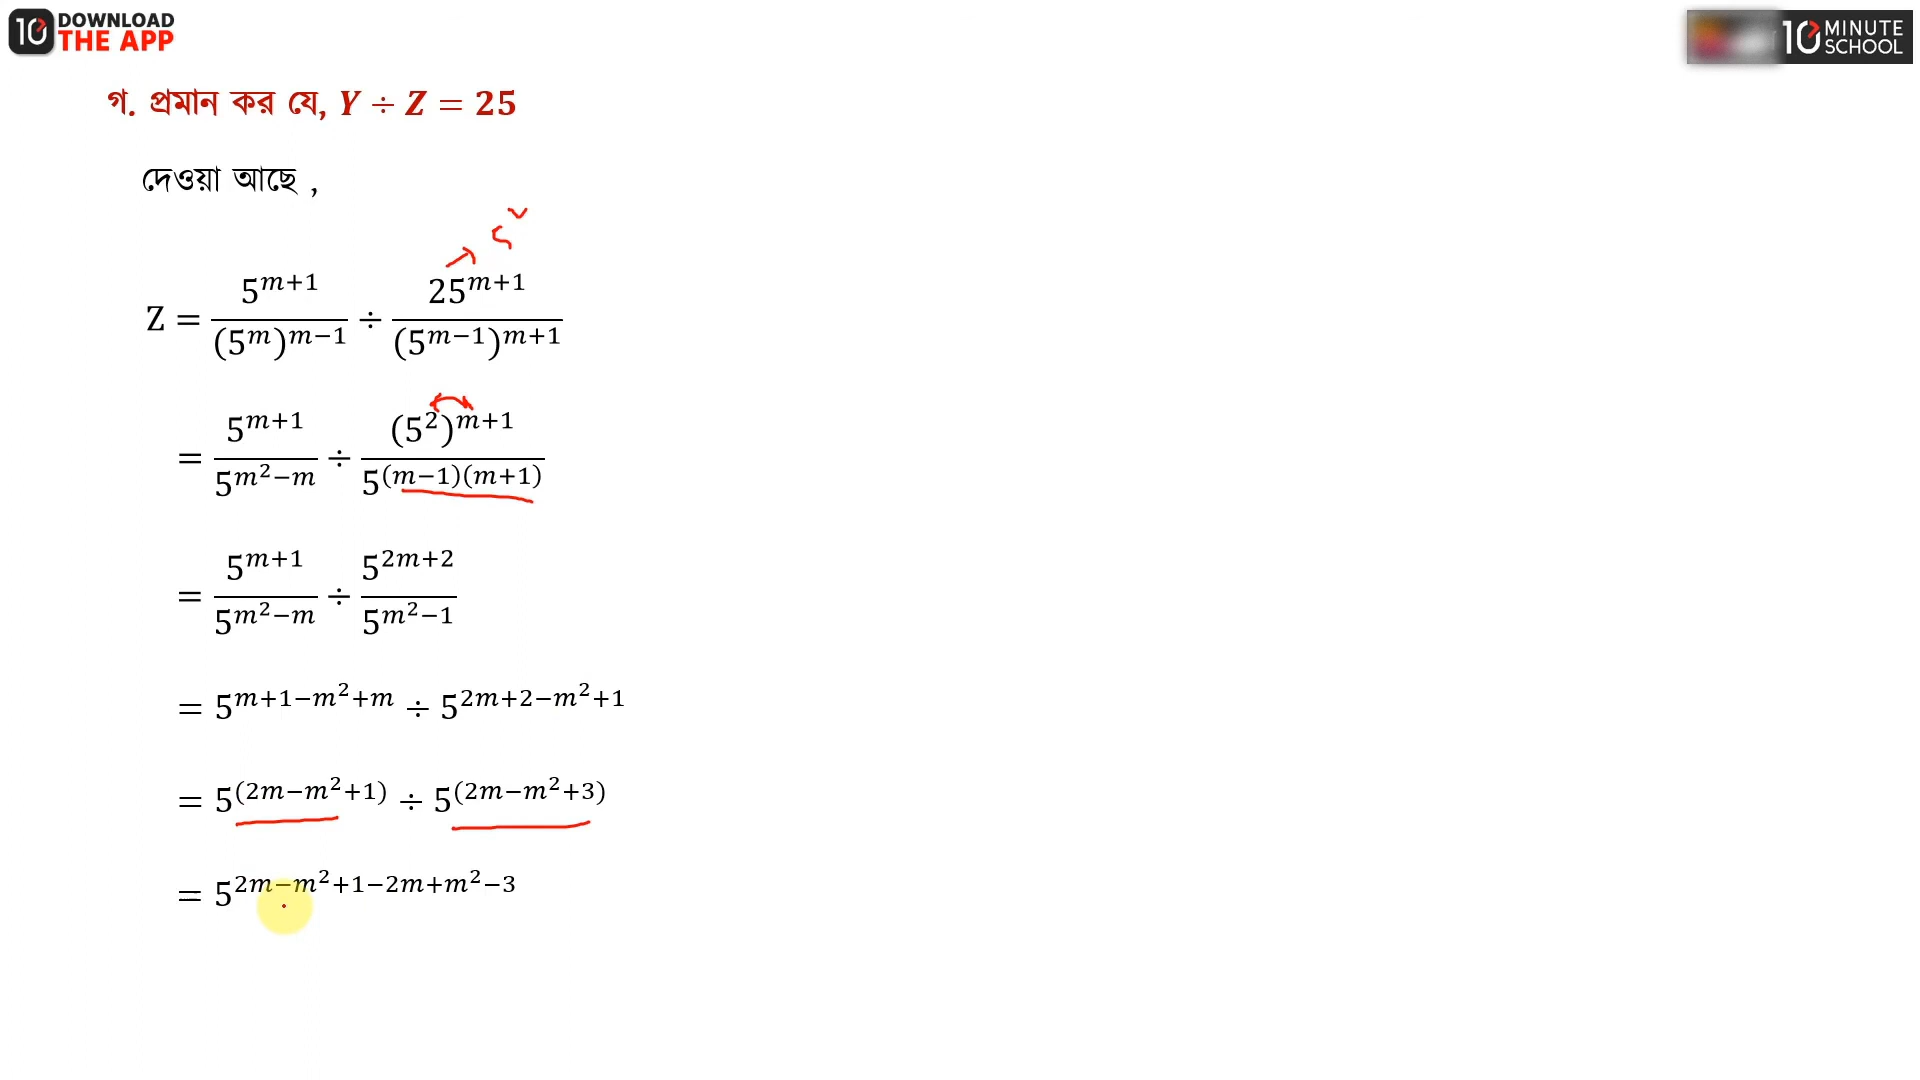 10 DOWNLOAD THE APP
10 MINUTE SCHOOL
গ. প্রমান কর যে, Y ÷ Z = 25
দেওয়া আছে ,
5²
Z = 5^{m+1}/(5^m)^{m−1} ÷ 25^{m+1}/(5^{m−1})^{m+1}
= 5^{m+1}/5^{m²−m} ÷ (5²)^{m+1}/5^{(m−1)(m+1)}
= 5^{m+1}/5^{m²−m} ÷ 5^{2m+2}/5^{m²−1}
= 5^{m+1−m²+m} ÷ 5^{2m+2−m²+1}
= 5^{(2m−m²+1)} ÷ 5^{(2m−m²+3)}
= 5^{2m−m²+1−2m+m²−3}